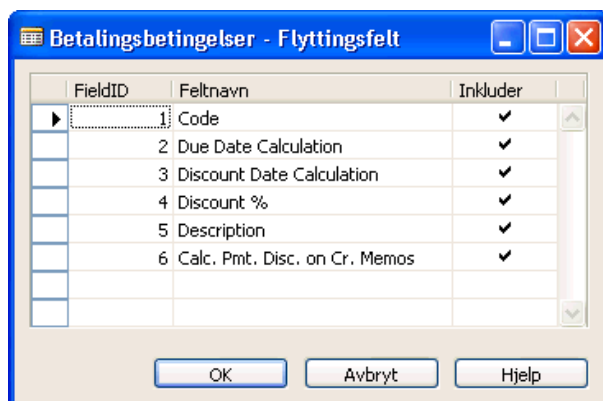 Betalingsbetingelser - Flyttingsfelt
FieldID Feltnavn Inkluder
1 Code ✔
2 Due Date Calculation ✔
3 Discount Date Calculation ✔
4 Discount % ✔
5 Description ✔
6 Calc. Pmt. Disc. on Cr. Memos ✔
OK Avbryt Hjelp